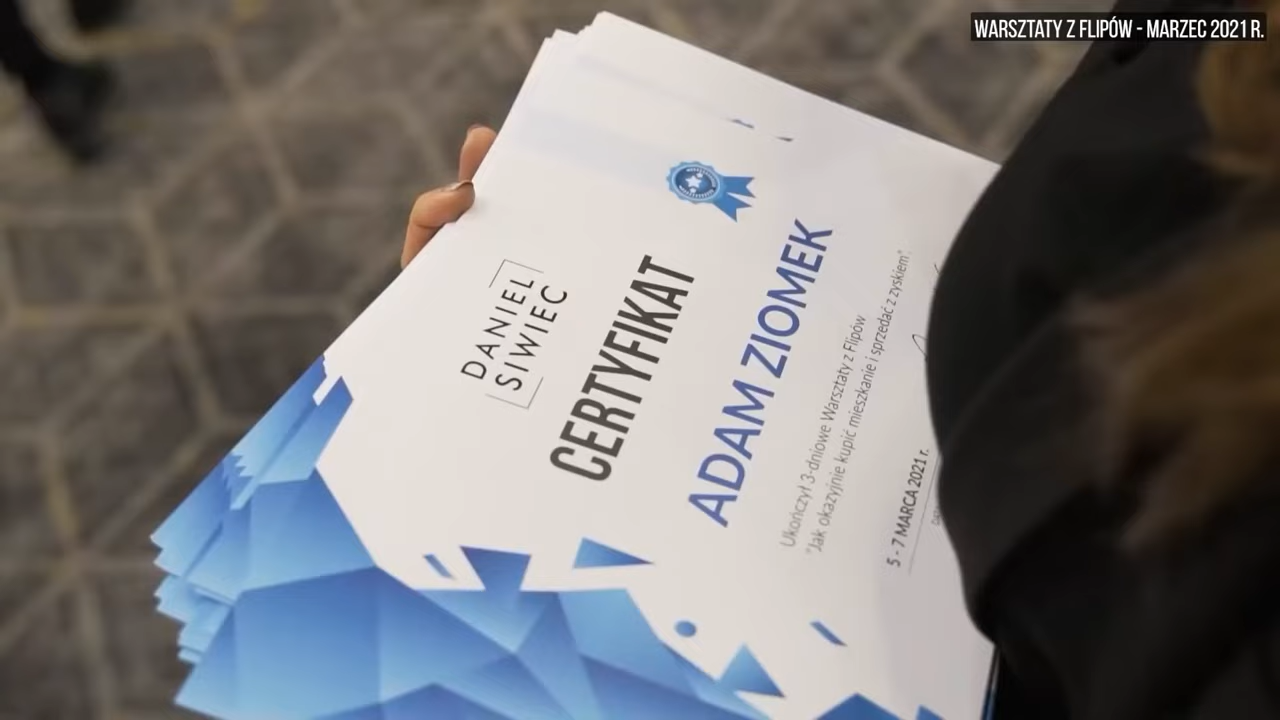 WARSZTATY Z FLIPÓW - MARZEC 2021 R.
DANIEL
SIWIEC
CERTYFIKAT
ADAM ZIOMEK
Ukończył 3-dniowe Warsztaty z Flipów
"Jak okazyjnie kupić mieszkanie i sprzedać z zyskiem".
5 - 7 MARCA 2021 r.